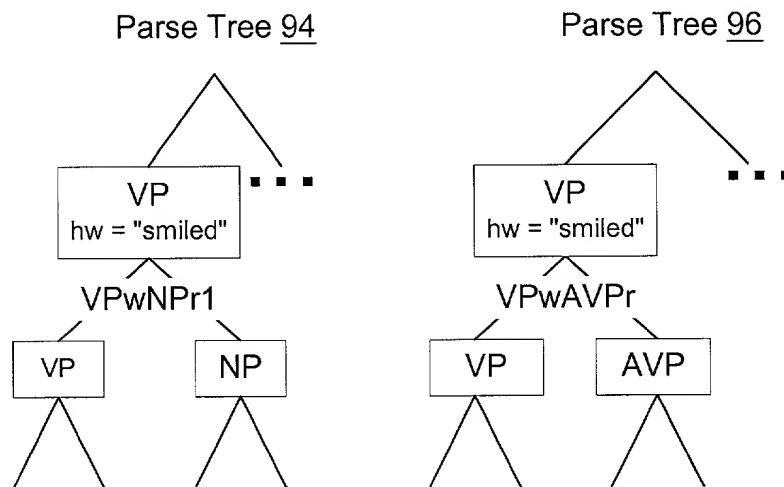 Parse Tree 94
VP
hw = "smiled"
VPwNPr1
VP NP
Parse Tree 96
VP
hw = "smiled"
VPwAVPr
VP AVP